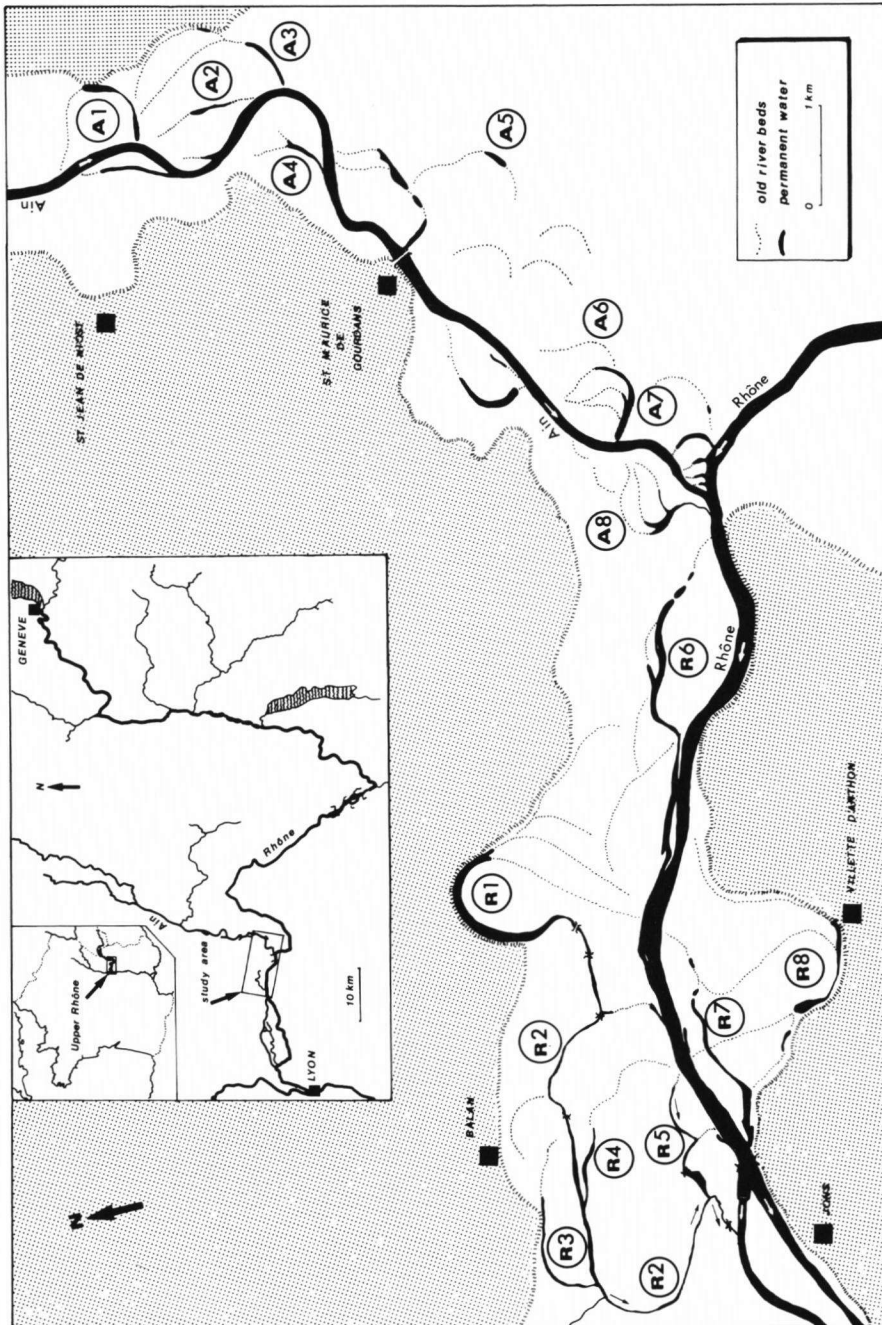 N
Upper Rhône
study area
LYON
10 km
Ain
Rhône
N
GENEVE
Ain
A1
A2
A3
A4
A5
ST JEAN DE NIOST
ST MAURICE
DE
GOURDANS
BALAN
R1
R2
R3
R4
R2
R5
R6
R7
R8
Ain
A6
A7
A8
Rhône
Rhône
JONS
VILLETTE D'ANTHON
old river beds
permanent water
0 1 km